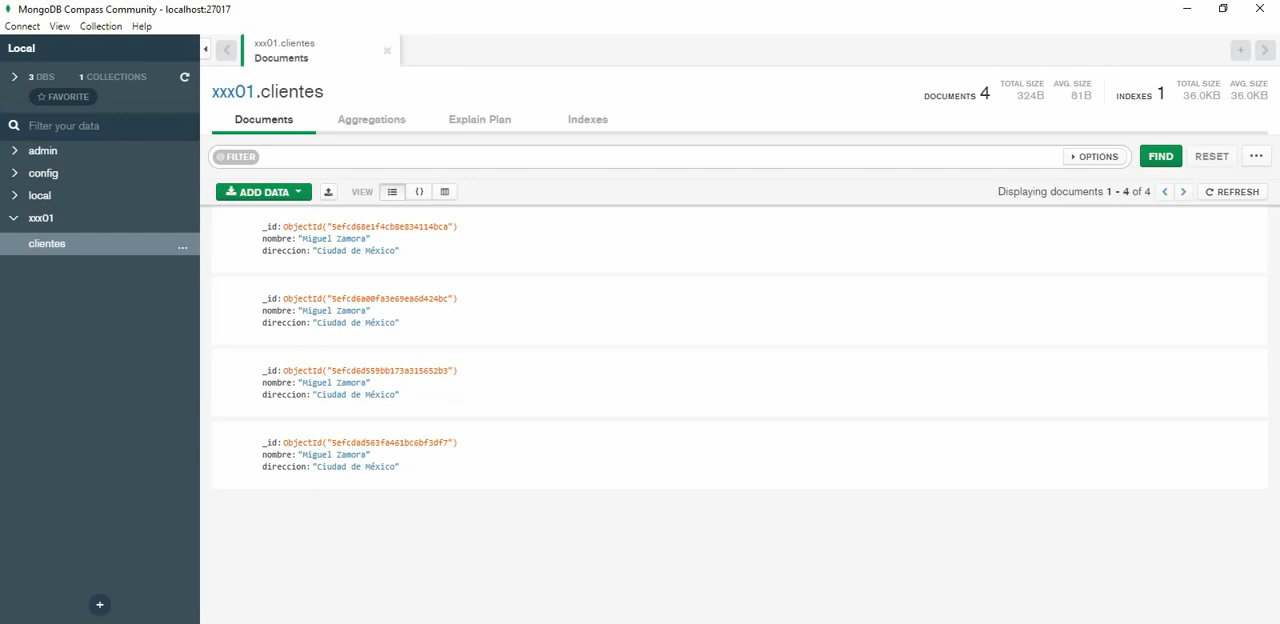 MongoDB Compass Community - localhost:27017
Connect View Collection Help
Local
xxx01.clientes
Documents
3 DBS 1 COLLECTIONS
FAVORITE
Filter your data
admin
config
local
xxx01
clientes
...
xxx01.clientes
DOCUMENTS 4 TOTAL SIZE 324B AVG. SIZE 81B INDEXES 1 TOTAL SIZE 36.0KB AVG. SIZE 36.0KB
Documents Aggregations Explain Plan Indexes
FILTER OPTIONS FIND RESET ...
ADD DATA VIEW {} Displaying documents 1 - 4 of 4 < > REFRESH
_id:ObjectId("5efcd68e1f4cb8e834114bca")
nombre:"Miguel Zamora"
direccion:"Ciudad de México"
_id:ObjectId("5efcd6a00fa3e69ea6d424bc")
nombre:"Miguel Zamora"
direccion:"Ciudad de México"
_id:ObjectId("5efcd6d559bb173a315652b3")
nombre:"Miguel Zamora"
direccion:"Ciudad de México"
_id:ObjectId("5efcdad563fa461bc6bf3df7")
nombre:"Miguel Zamora"
direccion:"Ciudad de México"